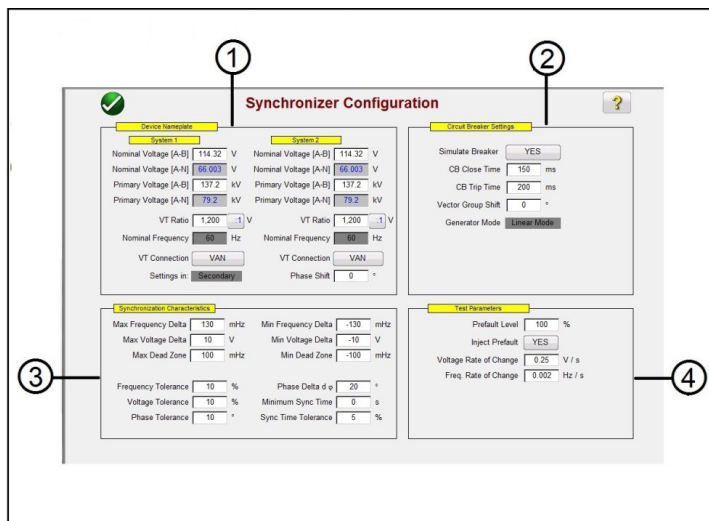 1
2
Synchronizer Configuration
?
Device Nameplate
System 1
System 2
Nominal Voltage [A-B] 114.32 V
Nominal Voltage [A-B] 114.32 V
Nominal Voltage [A-N] 66.003 V
Nominal Voltage [A-N] 66.003 V
Primary Voltage [A-B] 137.2 kV
Primary Voltage [A-B] 137.2 kV
Primary Voltage [A-N] 79.2 kV
Primary Voltage [A-N] 79.2 kV
VT Ratio 1,200 :1 V
VT Ratio 1,200 :1 V
Nominal Frequency 60 Hz
Nominal Frequency 60 Hz
VT Connection VAN
VT Connection VAN
Settings in: Secondary
Phase Shift 0 °
Circuit Breaker Settings
Simulate Breaker YES
CB Close Time 150 ms
CB Trip Time 200 ms
Vector Group Shift 0 °
Generator Mode Linear Mode
Synchronization Characteristics
Max Frequency Delta 130 mHz
Min Frequency Delta -130 mHz
Max Voltage Delta 10 V
Min Voltage Delta -10 V
Max Dead Zone 100 mHz
Min Dead Zone -100 mHz
Frequency Tolerance 10 %
Phase Delta d φ 20 °
Voltage Tolerance 10 %
Minimum Sync Time 0 s
Phase Tolerance 10 °
Sync Time Tolerance 5 %
Test Parameters
Prefault Level 100 %
Inject Prefault YES
Voltage Rate of Change 0.25 V / s
Freq. Rate of Change 0.002 Hz / s
3
4